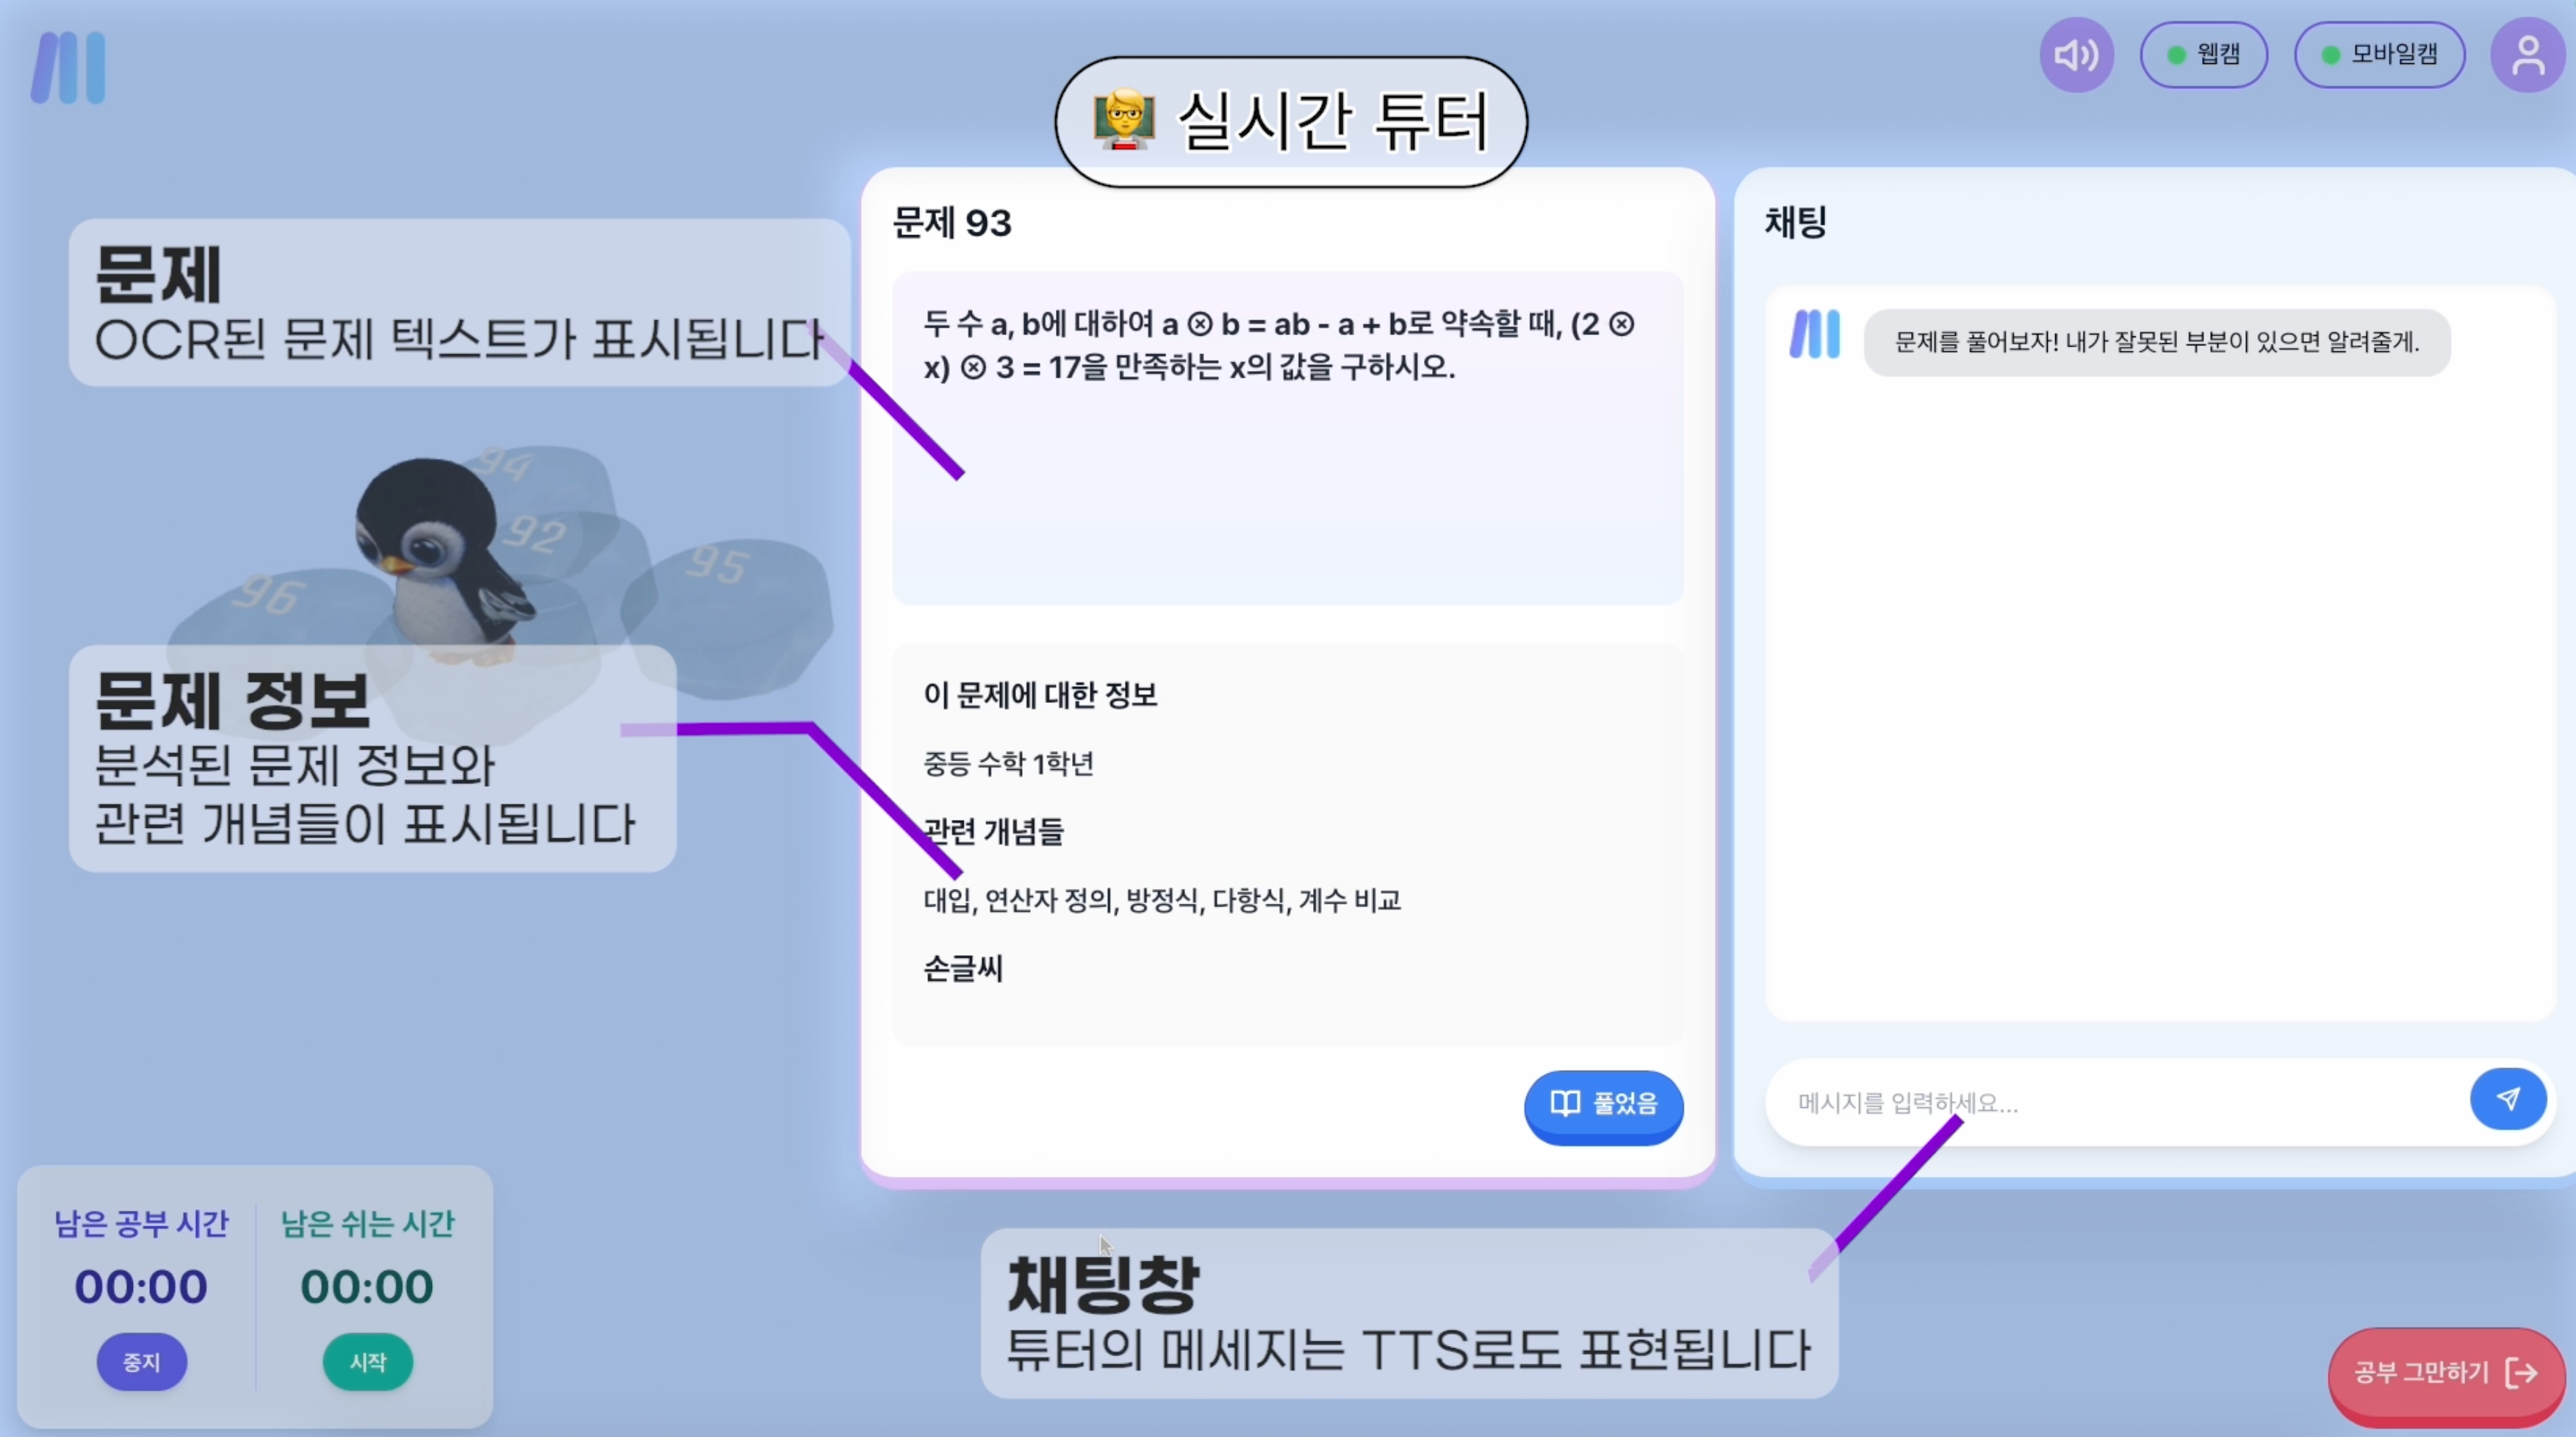 웹캠
모바일캠
실시간 튜터
문제
OCR된 문제 텍스트가 표시됩니다
94
92
95
96
문제 정보
분석된 문제 정보와
관련 개념들이 표시됩니다
남은 공부 시간
00:00
중지
남은 쉬는 시간
00:00
시작
문제 93
두 수 a, b에 대하여 a ⊗ b = ab - a + b로 약속할 때, (2 ⊗
x) ⊗ 3 = 17을 만족하는 x의 값을 구하시오.
이 문제에 대한 정보
중등 수학 1학년
관련 개념들
대입, 연산자 정의, 방정식, 다항식, 계수 비교
손글씨
풀었음
채팅
문제를 풀어보자! 내가 잘못된 부분이 있으면 알려줄게.
메시지를 입력하세요...
채팅창
튜터의 메세지는 TTS로도 표현됩니다
공부 그만하기